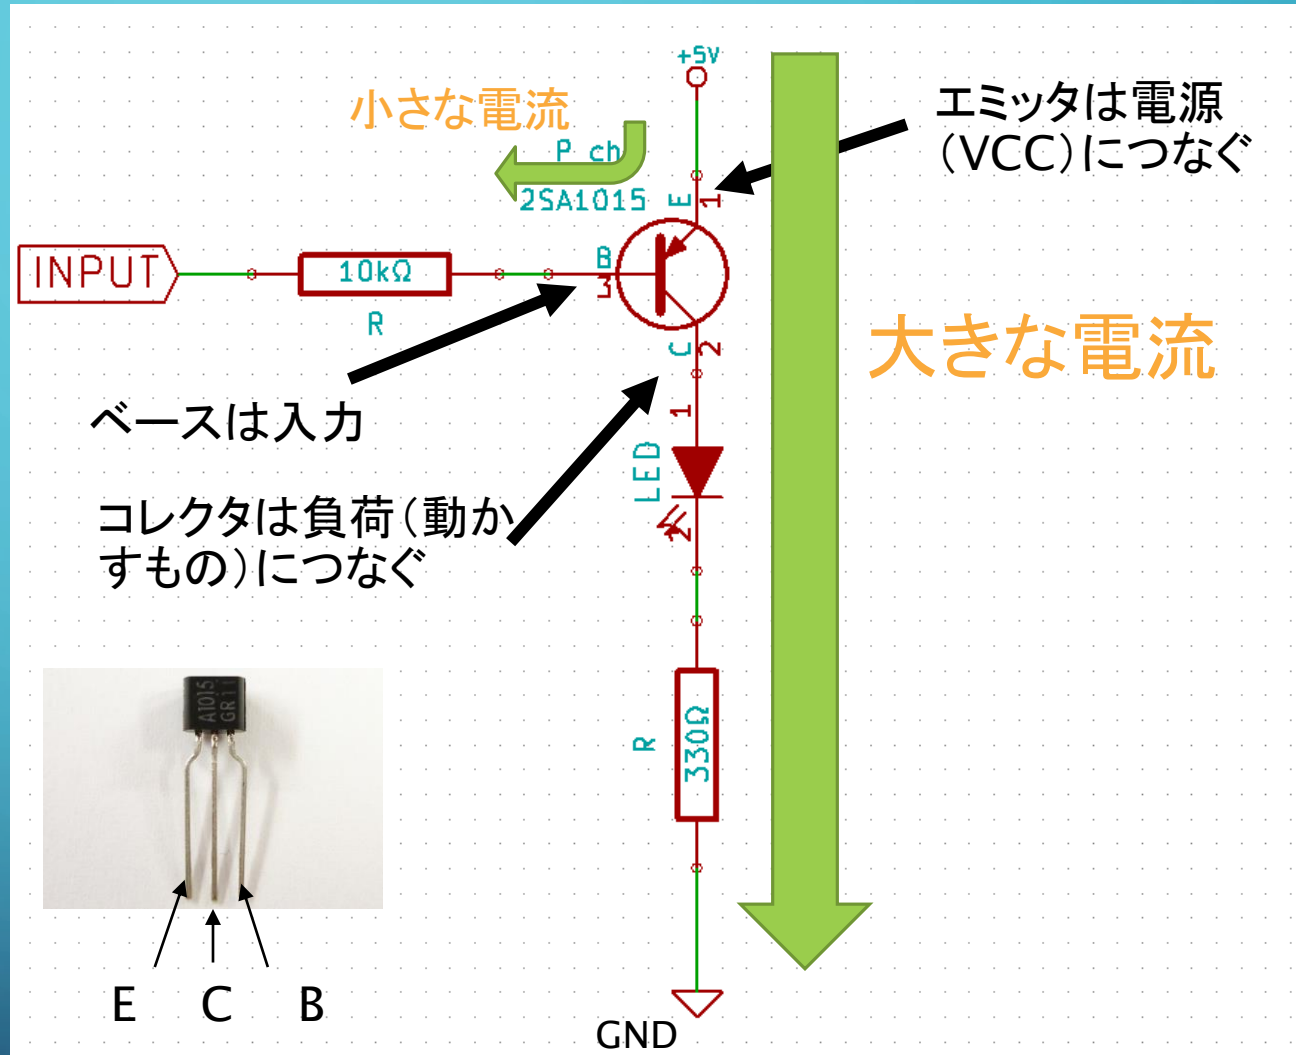 +5V
小さな電流
エミッタは電源
(VCC)につなぐ
P ch
2SA1015
E
1
INPUT
10kΩ
R
B
3
C
2
大きな電流
ベースは入力
1
LED
2
コレクタは負荷(動か
すもの)につなぐ
R
330Ω
A1015
GR 11
E C B
GND